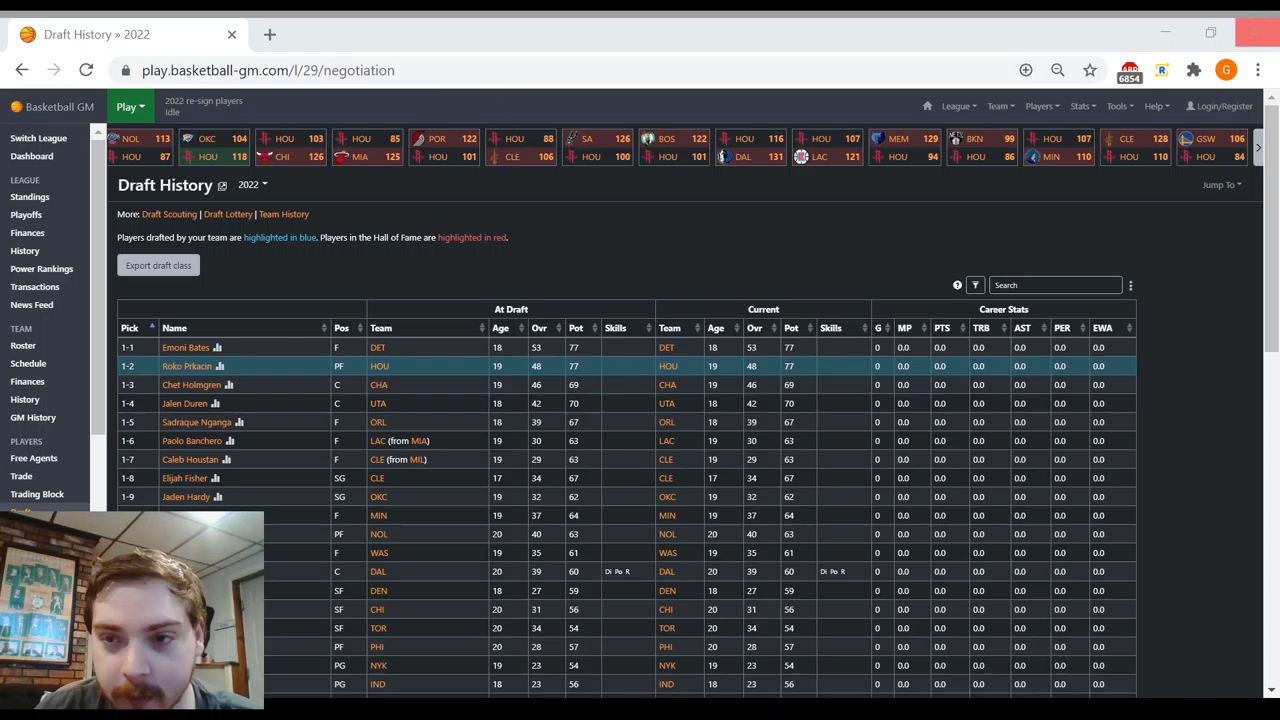 Draft History » 2022
play.basketball-gm.com/l/29/negotiation
6854
G
Basketball GM
Play
2022 re-sign players
Idle
League
Team
Players
Stats
Tools
Help
Login/Register
NOL 113 OKC 104 HOU 103 HOU 85 POR 122 HOU 88 SA 126 BOS 122 HOU 116 HOU 107 MEM 129 BKN 99 HOU 107 CLE 128 GSW 106
HOU 87 HOU 118 CHI 126 MIA 125 HOU 101 CLE 106 HOU 100 HOU 101 DAL 131 LAC 121 HOU 94 HOU 86 MIN 110 HOU 110 HOU 84
Switch League
Dashboard
LEAGUE
Standings
Playoffs
Finances
History
Power Rankings
Transactions
News Feed
TEAM
Roster
Schedule
Finances
History
GM History
PLAYERS
Free Agents
Trade
Trading Block
Draft History 2022
Jump To
More: Draft Scouting | Draft Lottery | Team History
Players drafted by your team are highlighted in blue. Players in the Hall of Fame are highlighted in red.
Export draft class
Search
At Draft Current Career Stats
Pick Name Pos Team Age Ovr Pot Skills Team Age Ovr Pot Skills G MP PTS TRB AST PER EWA
1-1 Emoni Bates F DET 18 53 77 DET 18 53 77 0 0.0 0.0 0.0 0.0 0.0 0.0
1-2 Roko Prkacin PF HOU 19 48 77 HOU 19 48 77 0 0.0 0.0 0.0 0.0 0.0 0.0
1-3 Chet Holmgren C CHA 19 46 69 CHA 19 46 69 0 0.0 0.0 0.0 0.0 0.0 0.0
1-4 Jalen Duren C UTA 18 42 70 UTA 18 42 70 0 0.0 0.0 0.0 0.0 0.0 0.0
1-5 Sadraque Nganga F ORL 18 39 67 ORL 18 39 67 0 0.0 0.0 0.0 0.0 0.0 0.0
1-6 Paolo Banchero F LAC (from MIA) 19 30 63 LAC 19 30 63 0 0.0 0.0 0.0 0.0 0.0 0.0
1-7 Caleb Houstan F CLE (from MIL) 19 29 63 CLE 19 29 63 0 0.0 0.0 0.0 0.0 0.0 0.0
1-8 Elijah Fisher SG CLE 17 34 67 CLE 17 34 67 0 0.0 0.0 0.0 0.0 0.0 0.0
1-9 Jaden Hardy SG OKC 19 32 62 OKC 19 32 62 0 0.0 0.0 0.0 0.0 0.0 0.0
F MIN 19 37 64 MIN 19 37 64 0 0.0 0.0 0.0 0.0 0.0 0.0
PF NOL 20 40 63 NOL 20 40 63 0 0.0 0.0 0.0 0.0 0.0 0.0
F WAS 19 35 61 WAS 19 35 61 0 0.0 0.0 0.0 0.0 0.0 0.0
C DAL 20 39 60 Di Po R DAL 20 39 60 Di Po R 0 0.0 0.0 0.0 0.0 0.0 0.0
SF DEN 18 27 59 DEN 18 27 59 0 0.0 0.0 0.0 0.0 0.0 0.0
SF CHI 20 31 56 CHI 20 31 56 0 0.0 0.0 0.0 0.0 0.0 0.0
SF TOR 20 34 54 TOR 20 34 54 0 0.0 0.0 0.0 0.0 0.0 0.0
PF PHI 20 28 57 PHI 20 28 57 0 0.0 0.0 0.0 0.0 0.0 0.0
PG NYK 19 23 54 NYK 19 23 54 0 0.0 0.0 0.0 0.0 0.0 0.0
PG IND 18 23 56 IND 18 23 56 0 0.0 0.0 0.0 0.0 0.0 0.0